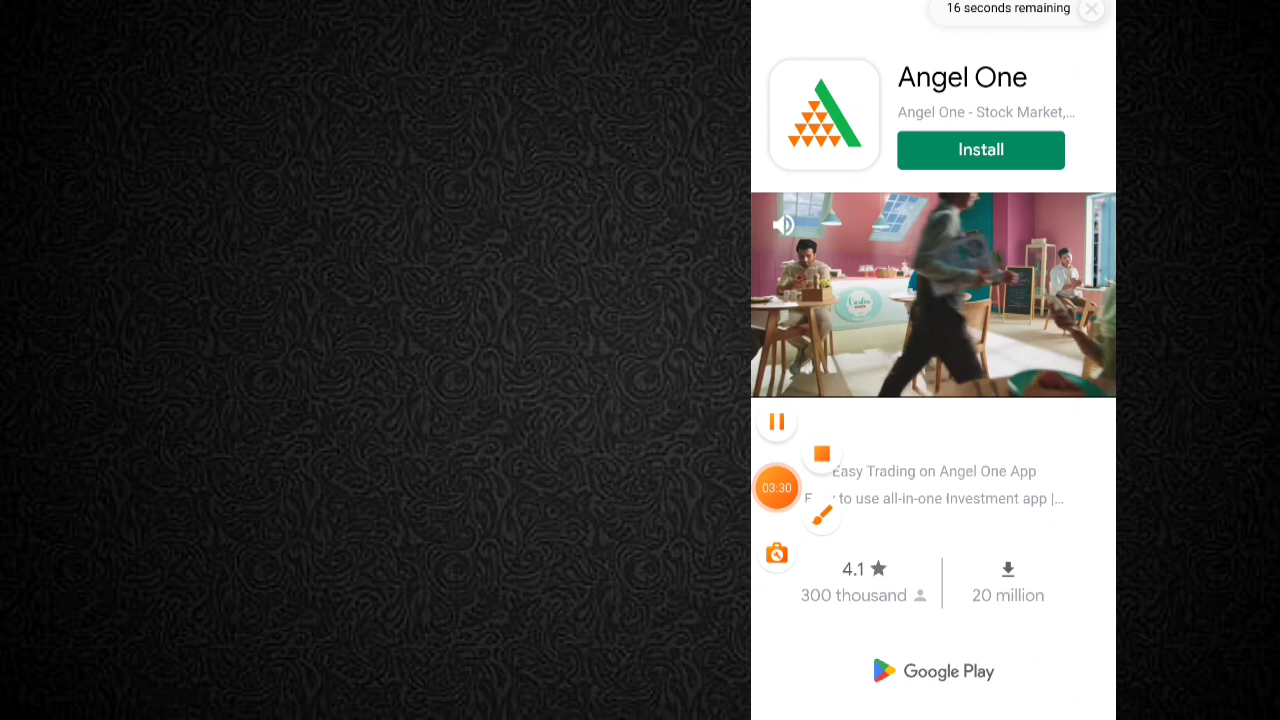 16 seconds remaining
Angel One
Angel One - Stock Market,...
Install
Easy Trading on Angel One App
to use all-in-one Investment app |...
03:30
4.1
300 thousand
20 million
Google Play